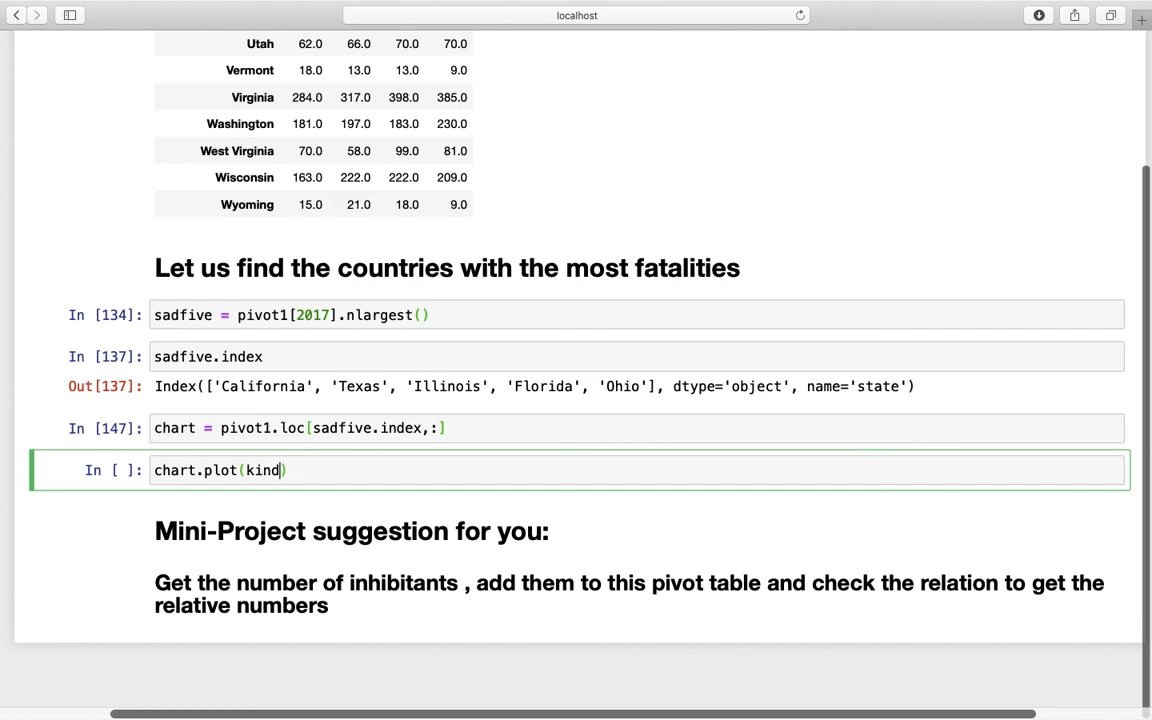 localhost
Utah 62.0 66.0 70.0 70.0
Vermont 18.0 13.0 13.0 9.0
Virginia 284.0 317.0 398.0 385.0
Washington 181.0 197.0 183.0 230.0
West Virginia 70.0 58.0 99.0 81.0
Wisconsin 163.0 222.0 222.0 209.0
Wyoming 15.0 21.0 18.0 9.0
Let us find the countries with the most fatalities
In [134]: sadfive = pivot1[2017].nlargest()
In [137]: sadfive.index
Out[137]: Index(['California', 'Texas', 'Illinois', 'Florida', 'Ohio'], dtype='object', name='state')
In [147]: chart = pivot1.loc[sadfive.index,:]
In [ ]: chart.plot(kind)
Mini-Project suggestion for you:
Get the number of inhibitants , add them to this pivot table and check the relation to get the
relative numbers